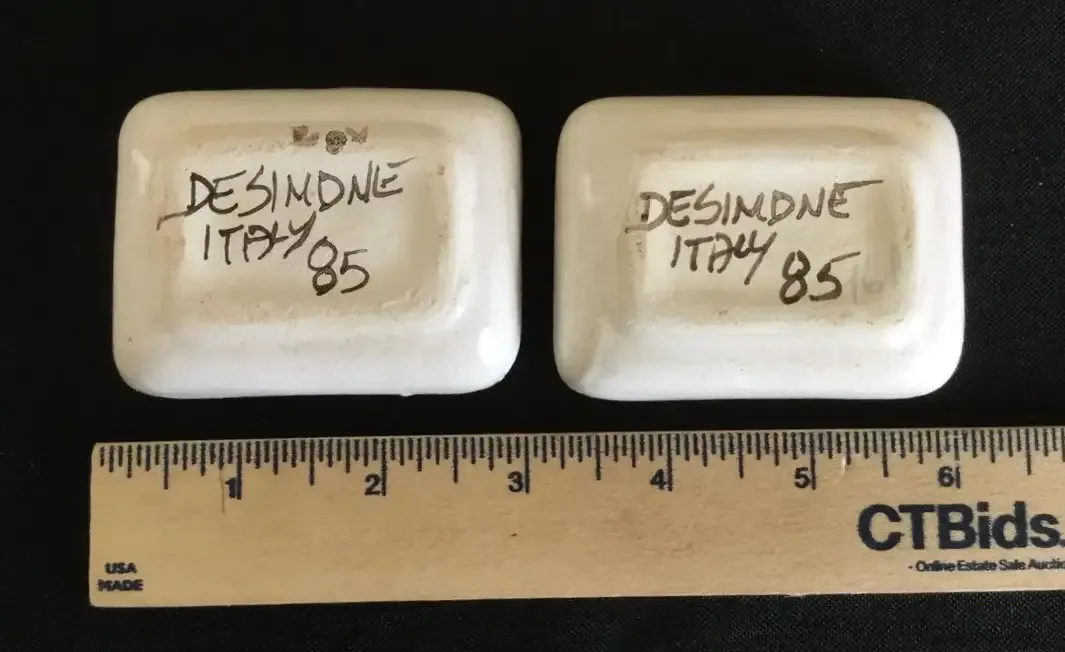 DESIMONE
ITALY
85
DESIMONE
ITALY
85
1 2 3 4 5 6
CTBids.
- Online Estate Sale Auctio
USA
MADE